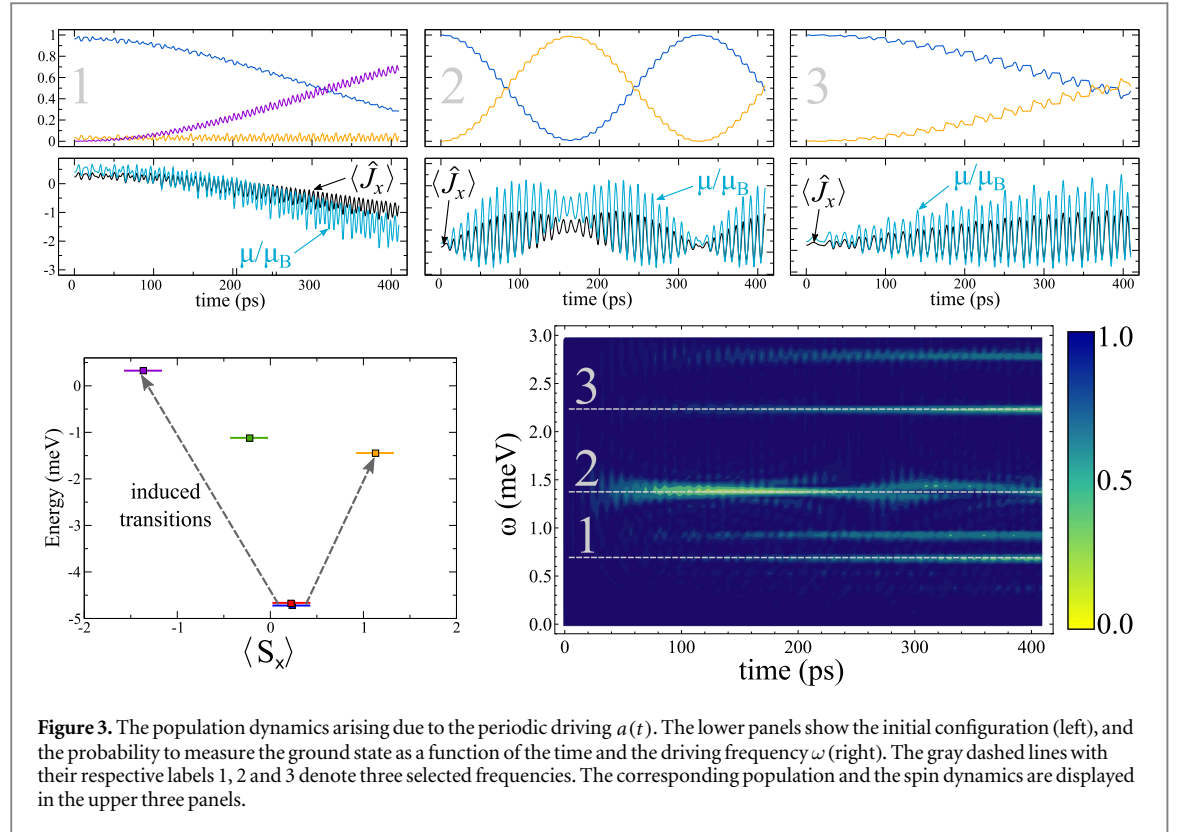 1
0.8
0.6
0.4
0.2
0
1
2
3
0
-1
-2
-3
⟨Ĵx⟩
μ/μB
⟨Ĵx⟩
μ/μB
⟨Ĵx⟩
μ/μB
0 100 200 300 400
0 100 200 300 400
0 100 200 300 400
time (ps)
time (ps)
time (ps)
Energy (meV)
0
-1
-2
-3
-4
-5
induced
transitions
-2 -1 0 1 2
⟨Sx⟩
ω (meV)
3.0
2.5
2.0
1.5
1.0
0.5
0.0
3
2
1
0 100 200 300 400
time (ps)
1.0
0.5
0.0
Figure 3. The population dynamics arising due to the periodic driving a(t). The lower panels show the initial configuration (left), and
the probability to measure the ground state as a function of the time and the driving frequency ω (right). The gray dashed lines with
their respective labels 1, 2 and 3 denote three selected frequencies. The corresponding population and the spin dynamics are displayed
in the upper three panels.